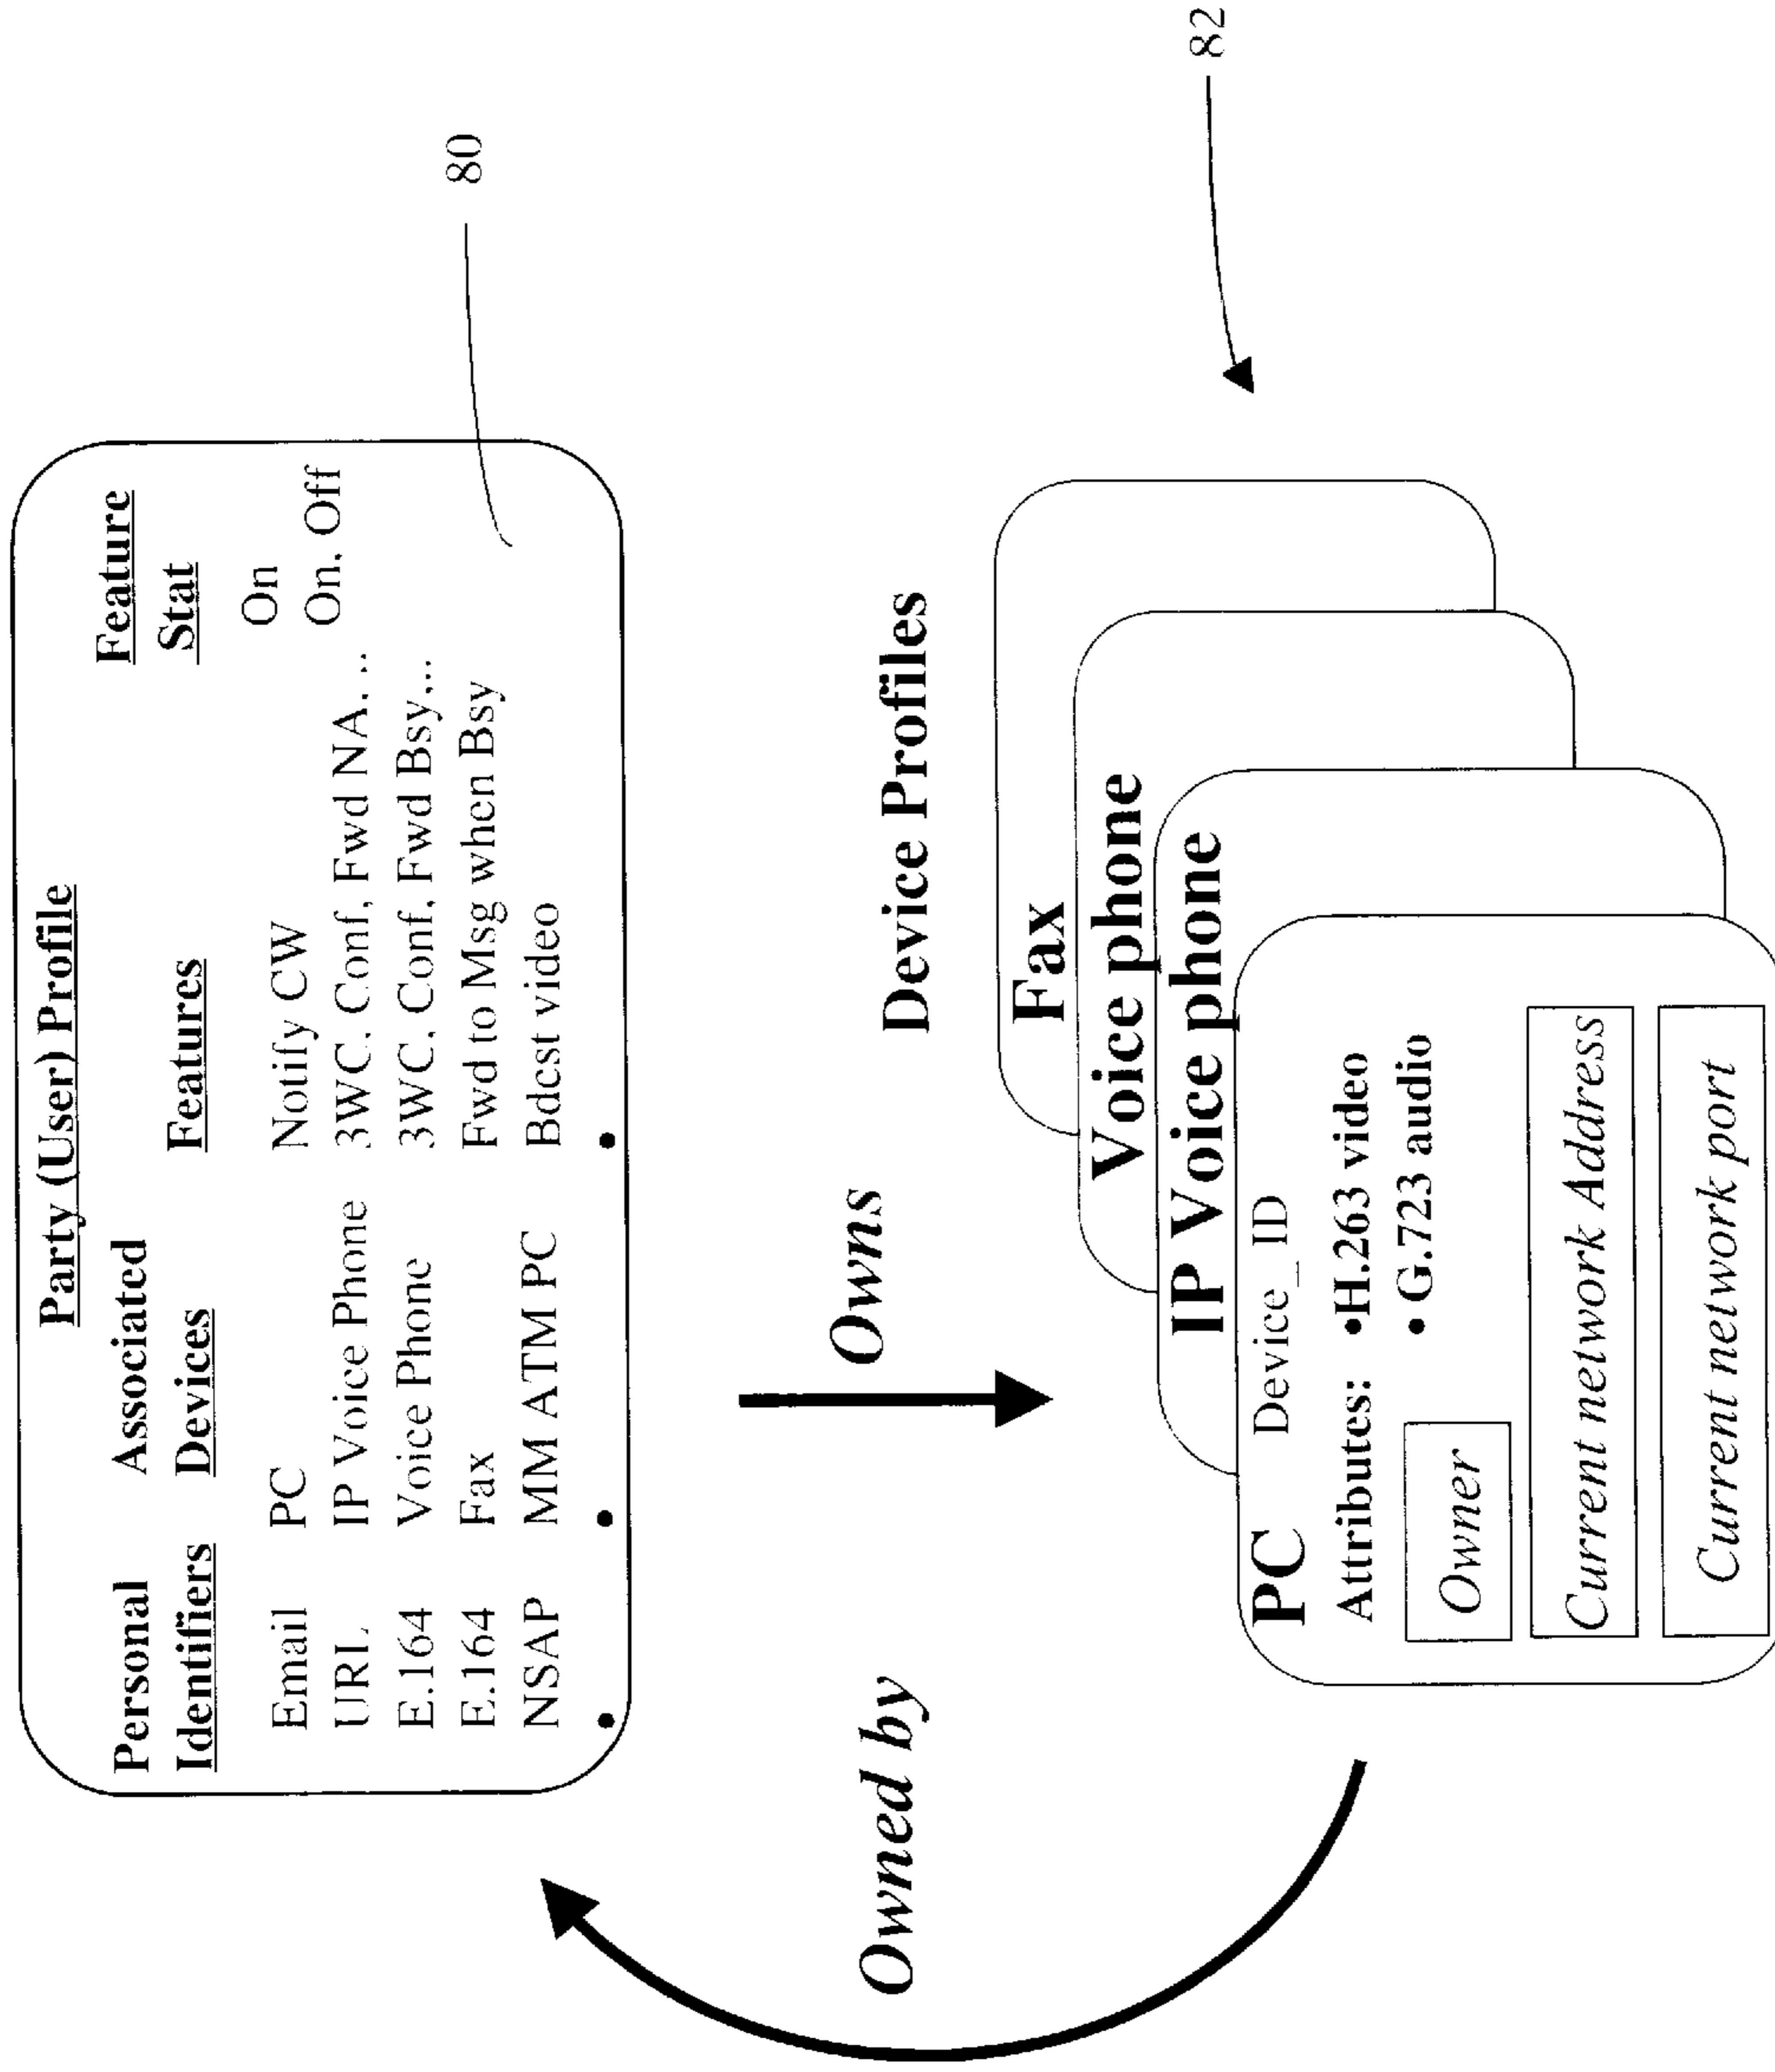 Party (User) Profile
Personal Associated Feature
Identifiers Devices Features Stat
Email PC Notify CW On
URL IP Voice Phone 3WC, Conf, Fwd NA, .. On, Off
E.164 Voice Phone 3WC, Conf, Fwd Bsy,...
E.164 Fax Fwd to Msg when Bsy
NSAP MM ATM PC Bdcst video
• • •
80
Owns
Owned by
Device Profiles
82
Fax
Voice phone
IP Voice phone
PC Device_ID
Attributes: •H.263 video
• G.723 audio
Owner
Current network Address
Current network port